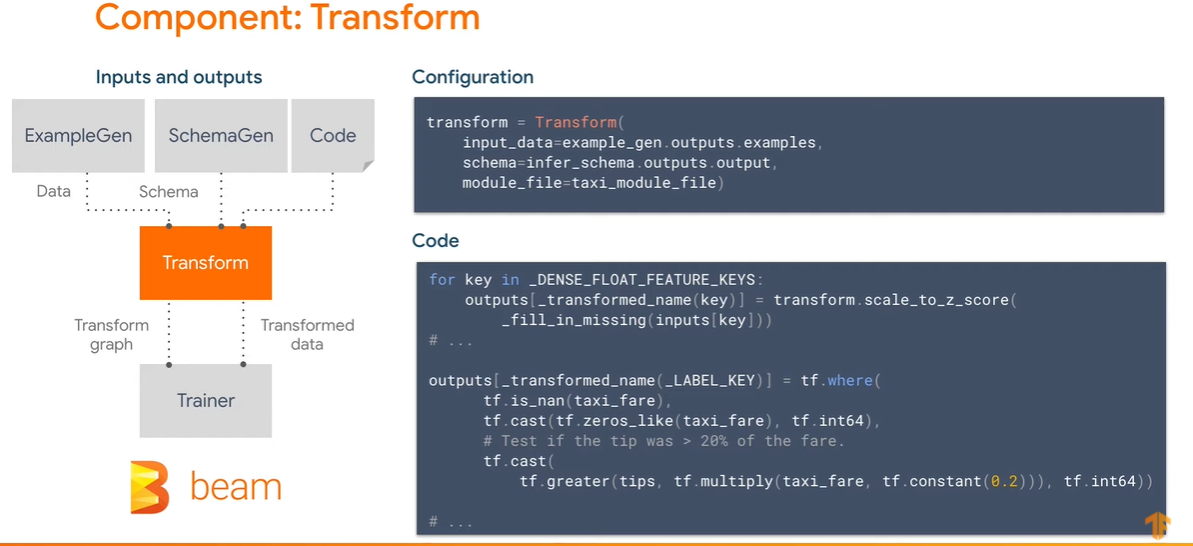 Component: Transform
Inputs and outputs
ExampleGen
SchemaGen
Code
Data
Schema
Transform
Transform
graph
Transformed
data
Trainer
beam
Configuration
transform = Transform(
    input_data=example_gen.outputs.examples,
    schema=infer_schema.outputs.output,
    module_file=taxi_module_file)
Code
for key in _DENSE_FLOAT_FEATURE_KEYS:
    outputs[_transformed_name(key)] = transform.scale_to_z_score(
        _fill_in_missing(inputs[key]))
# ...
outputs[_transformed_name(_LABEL_KEY)] = tf.where(
      tf.is_nan(taxi_fare),
      tf.cast(tf.zeros_like(taxi_fare), tf.int64),
      # Test if the tip was > 20% of the fare.
      tf.cast(
          tf.greater(tips, tf.multiply(taxi_fare, tf.constant(0.2))), tf.int64))
# ...